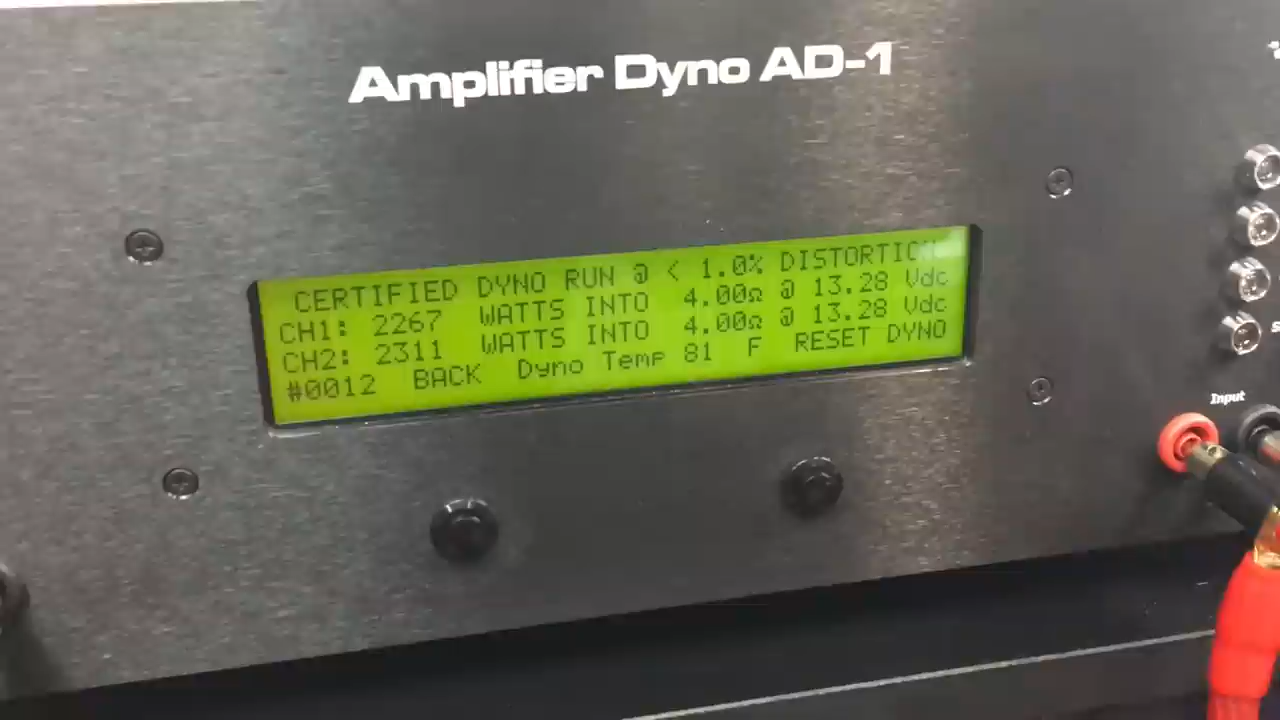 Amplifier Dyno AD-1
CERTIFIED DYNO RUN @ < 1.0% DISTORTION
CH1: 2267 WATTS INTO 4.00Ω @ 13.28 Vdc
CH2: 2311 WATTS INTO 4.00Ω @ 13.28 Vdc
#0012 BACK Dyno Temp 81 F RESET DYNO
Input